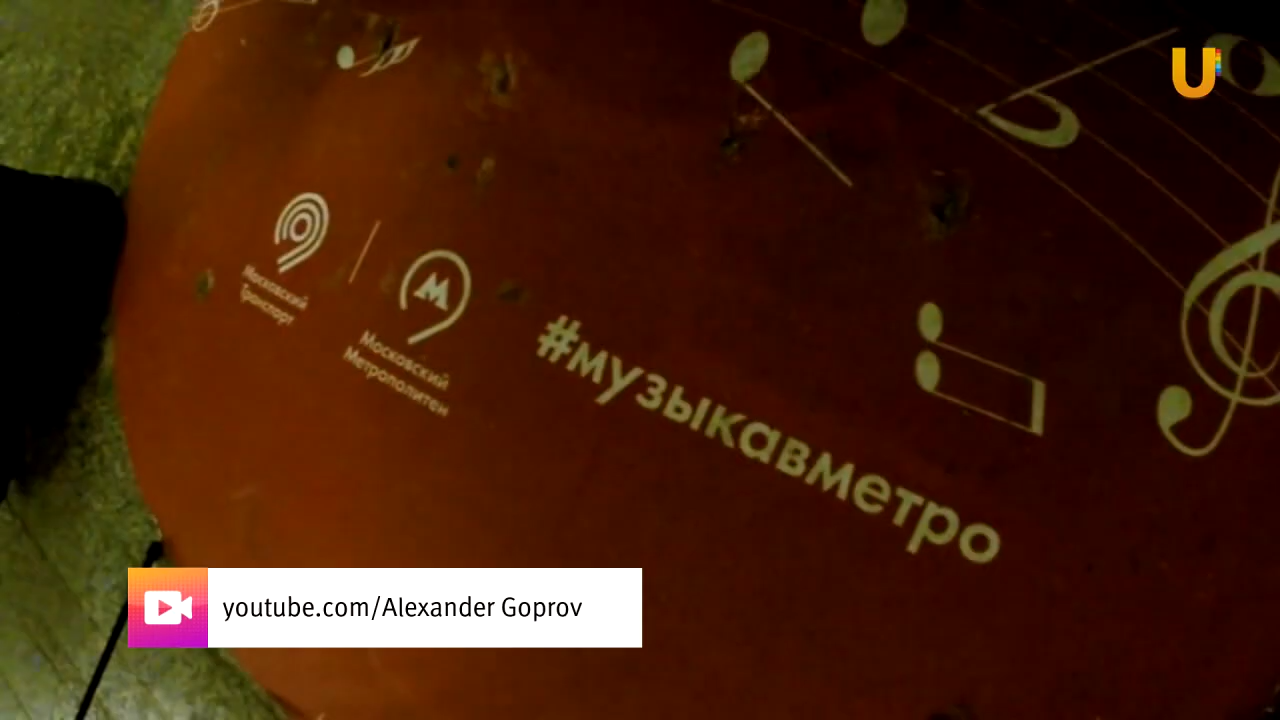 U
Московский
Транспорт
М
Московский
Метрополитен
#музыкавметро
youtube.com/Alexander Goprov